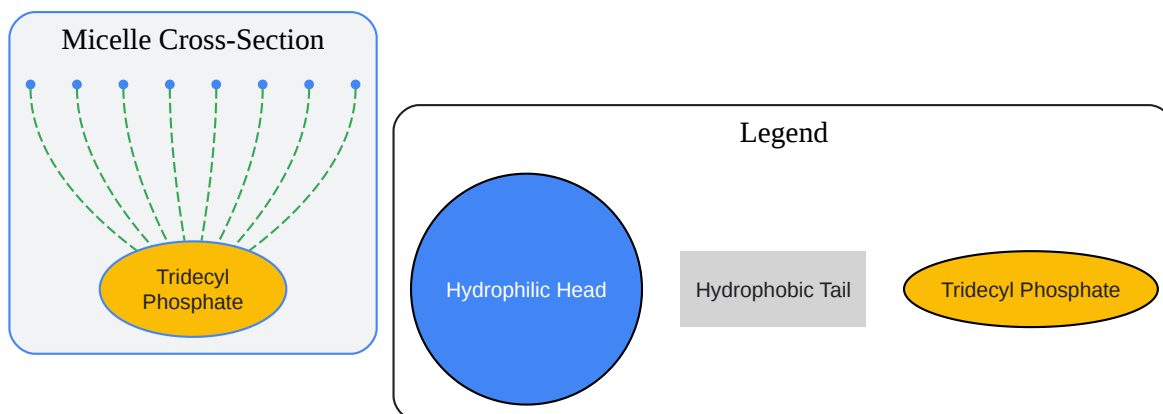 Micelle Cross-Section
Tridecyl
Phosphate
Legend
Hydrophilic Head
Hydrophobic Tail
Tridecyl Phosphate